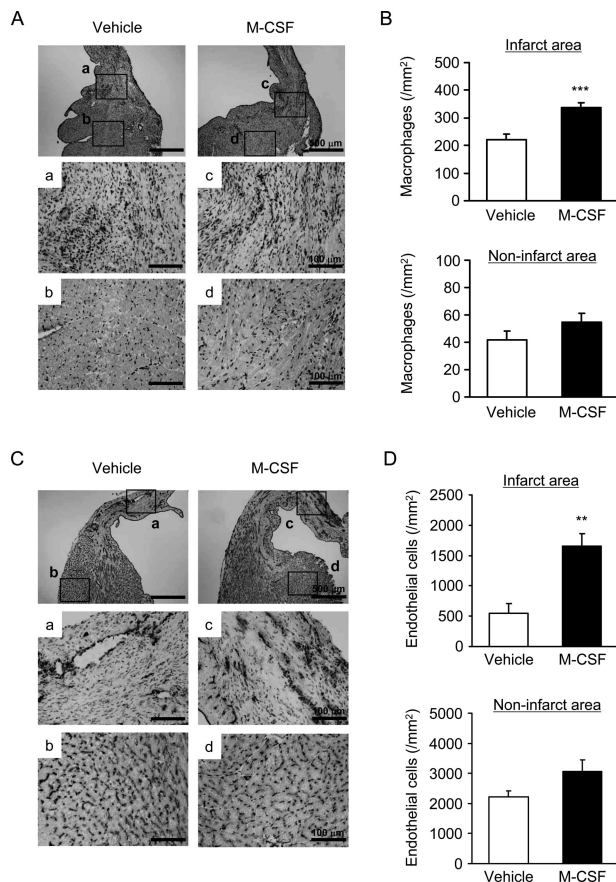 A
Vehicle
M-CSF
a
b
c
d
500 μm
a
c
100 μm
b
d
100 μm
B
Infarct area
Macrophages (/mm²)
500
400
300
200
100
0
***
Vehicle
M-CSF
Non-infarct area
Macrophages (/mm²)
100
80
60
40
20
0
Vehicle
M-CSF
C
Vehicle
M-CSF
a
b
c
d
500 μm
a
c
100 μm
b
d
100 μm
D
Infarct area
Endothelial cells (/mm²)
2500
2000
1500
1000
500
0
**
Vehicle
M-CSF
Non-infarct area
Endothelial cells (/mm²)
6000
5000
4000
3000
2000
1000
0
Vehicle
M-CSF